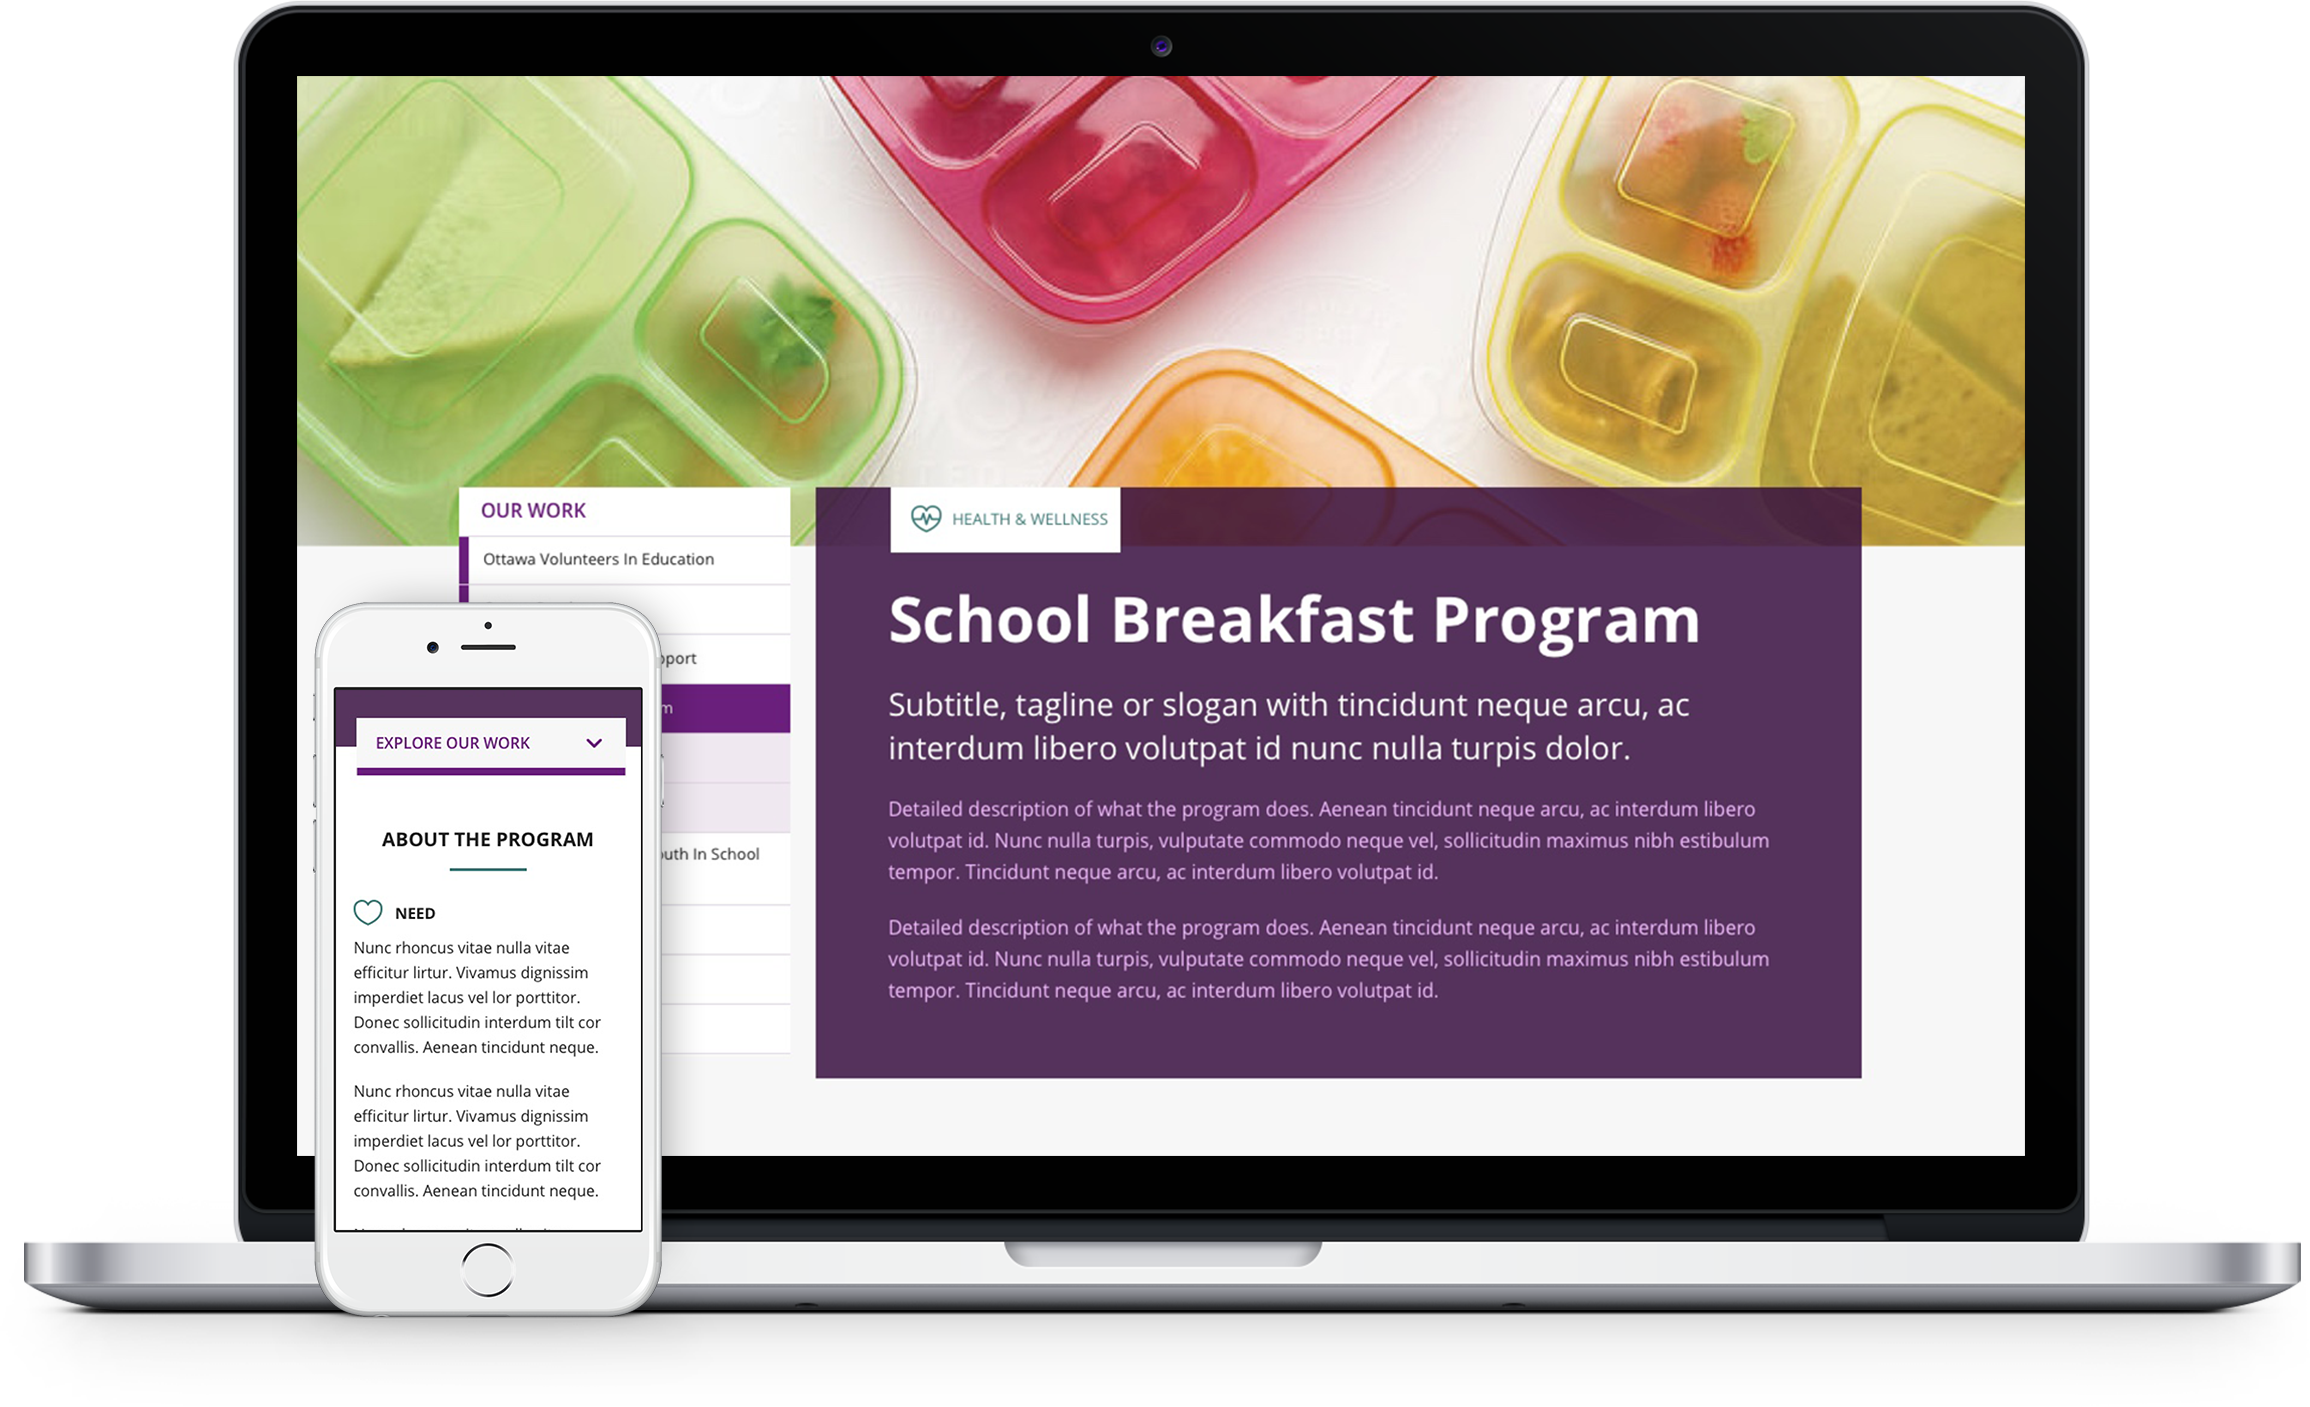 OUR WORK
Ottawa Volunteers In Education
In School
HEALTH & WELLNESS
School Breakfast Program
Subtitle, tagline or slogan with tincidunt neque arcu, ac
interdum libero volutpat id nunc nulla turpis dolor.
Detailed description of what the program does. Aenean tincidunt neque arcu, ac interdum libero
volutpat id. Nunc nulla turpis, vulputate commodo neque vel, sollicitudin maximus nibh estibulum
tempor. Tincidunt neque arcu, ac interdum libero volutpat id.
Detailed description of what the program does. Aenean tincidunt neque arcu, ac interdum libero
volutpat id. Nunc nulla turpis, vulputate commodo neque vel, sollicitudin maximus nibh estibulum
tempor. Tincidunt neque arcu, ac interdum libero volutpat id.
EXPLORE OUR WORK
ABOUT THE PROGRAM
NEED
Nunc rhoncus vitae nulla vitae
efficitur lirtur. Vivamus dignissim
imperdiet lacus vel lor porttitor.
Donec sollicitudin interdum tilt cor
convallis. Aenean tincidunt neque.
Nunc rhoncus vitae nulla vitae
efficitur lirtur. Vivamus dignissim
imperdiet lacus vel lor porttitor.
Donec sollicitudin interdum tilt cor
convallis. Aenean tincidunt neque.